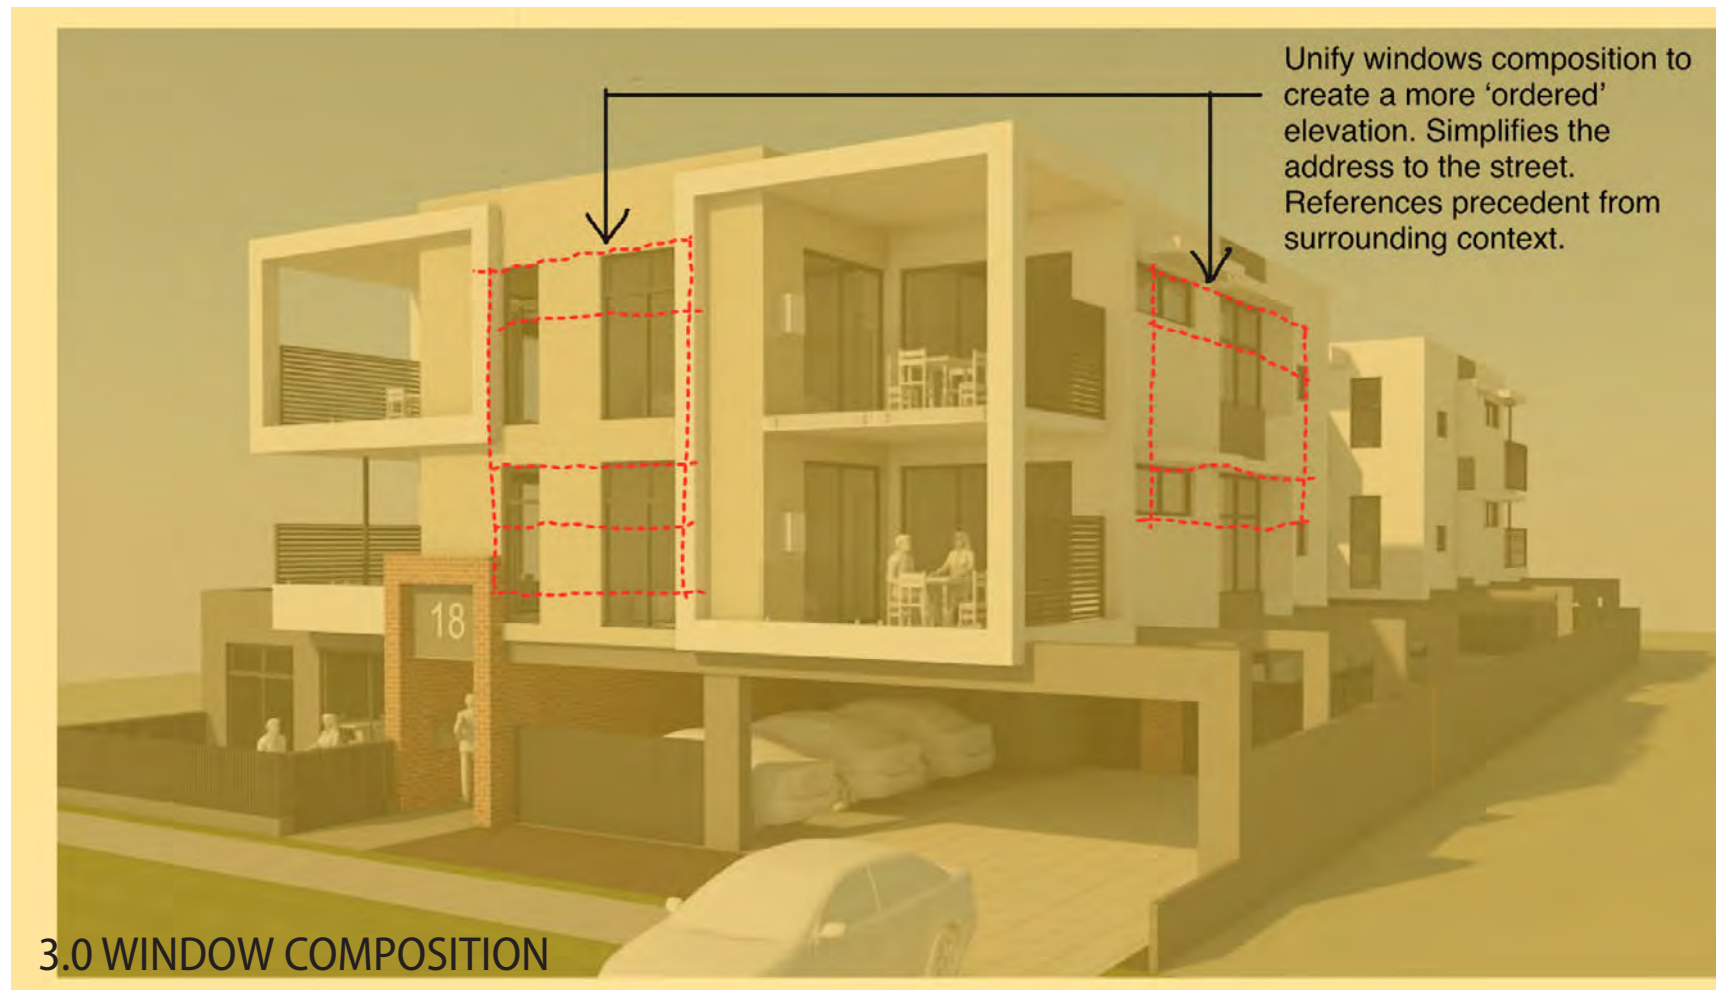 Unify windows composition to
create a more ‘ordered’
elevation. Simplifies the
address to the street.
References precedent from
surrounding context.
18
3.0 WINDOW COMPOSITION